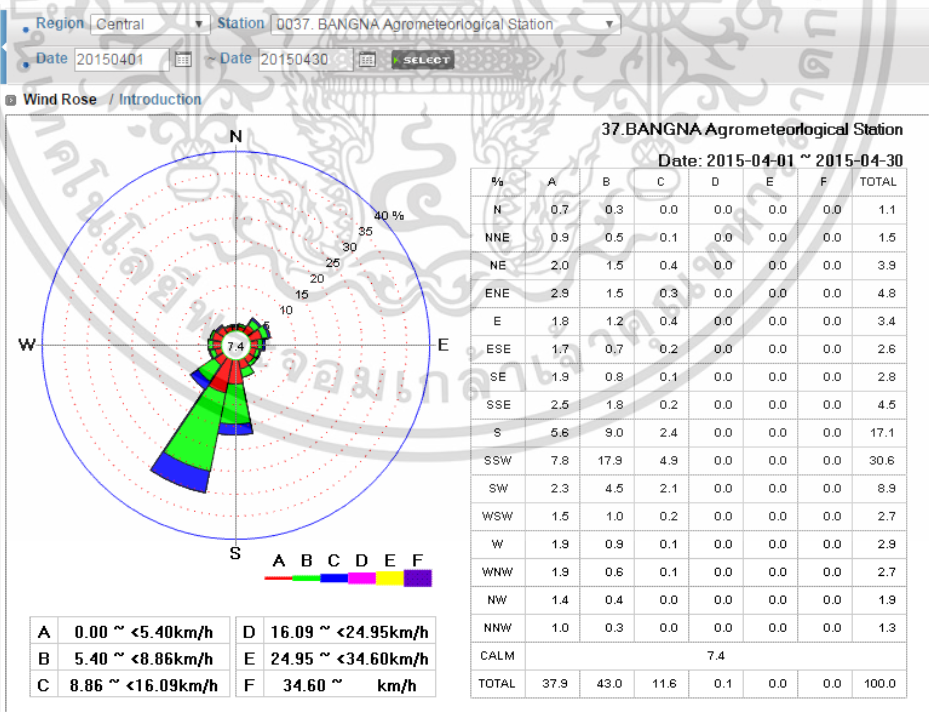 Region Central Station 0037. BANGNA Agrometeorlogical Station
Date 20150401 ~ Date 20150430 SELECT
Wind Rose / Introduction
37.BANGNA Agrometeorlogical Station
Date: 2015-04-01 ~ 2015-04-30
N
40 %
35
30
25
20
15
10
5
W
7.4
E
S
A B C D E F
A 0.00 ~ <5.40km/h D 16.09 ~ <24.95km/h
B 5.40 ~ <8.86km/h E 24.95 ~ <34.60km/h
C 8.86 ~ <16.09km/h F 34.60 ~ km/h
% A B C D E F TOTAL
N 0.7 0.3 0.0 0.0 0.0 0.0 1.1
NNE 0.9 0.5 0.1 0.0 0.0 0.0 1.5
NE 2.0 1.5 0.4 0.0 0.0 0.0 3.9
ENE 2.9 1.5 0.3 0.0 0.0 0.0 4.8
E 1.8 1.2 0.4 0.0 0.0 0.0 3.4
ESE 1.7 0.7 0.2 0.0 0.0 0.0 2.6
SE 1.9 0.8 0.1 0.0 0.0 0.0 2.8
SSE 2.5 1.8 0.2 0.0 0.0 0.0 4.5
S 5.6 9.0 2.4 0.0 0.0 0.0 17.1
SSW 7.8 17.9 4.9 0.0 0.0 0.0 30.6
SW 2.3 4.5 2.1 0.0 0.0 0.0 8.9
WSW 1.5 1.0 0.2 0.0 0.0 0.0 2.7
W 1.9 0.9 0.1 0.0 0.0 0.0 2.9
WNW 1.9 0.6 0.1 0.0 0.0 0.0 2.7
NW 1.4 0.4 0.0 0.0 0.0 0.0 1.9
NNW 1.0 0.3 0.0 0.0 0.0 0.0 1.3
CALM 7.4
TOTAL 37.9 43.0 11.6 0.1 0.0 0.0 100.0